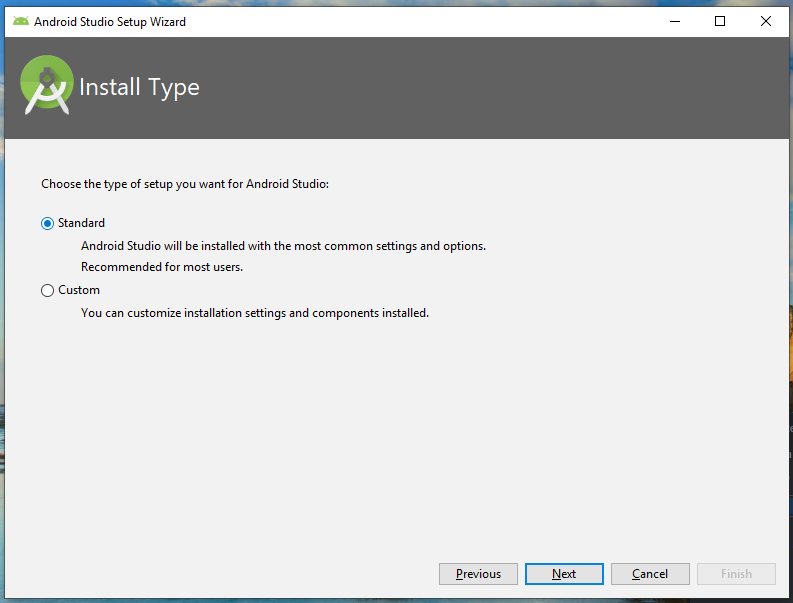 Android Studio Setup Wizard
Install Type
Choose the type of setup you want for Android Studio:
Standard
Android Studio will be installed with the most common settings and options.
Recommended for most users.
Custom
You can customize installation settings and components installed.
Previous Next Cancel Finish